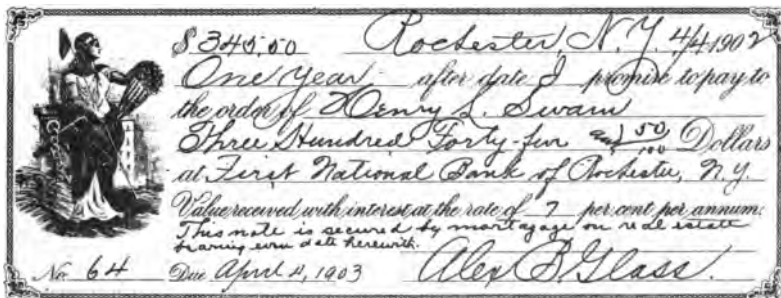 $345.50 Rochester, N.Y. 4/4 1902
One year after date I promise to pay to
the order of Henry L. Swain
Three Hundred Forty-five and 50/100 Dollars
at First National Bank of Rochester, N.Y.
Value received with interest at the rate of 7 per cent per annum.
This note is secured by mortgage on real estate
bearing even date herewith.
No. 64 Due April 4, 1903 Alex B. Glass.